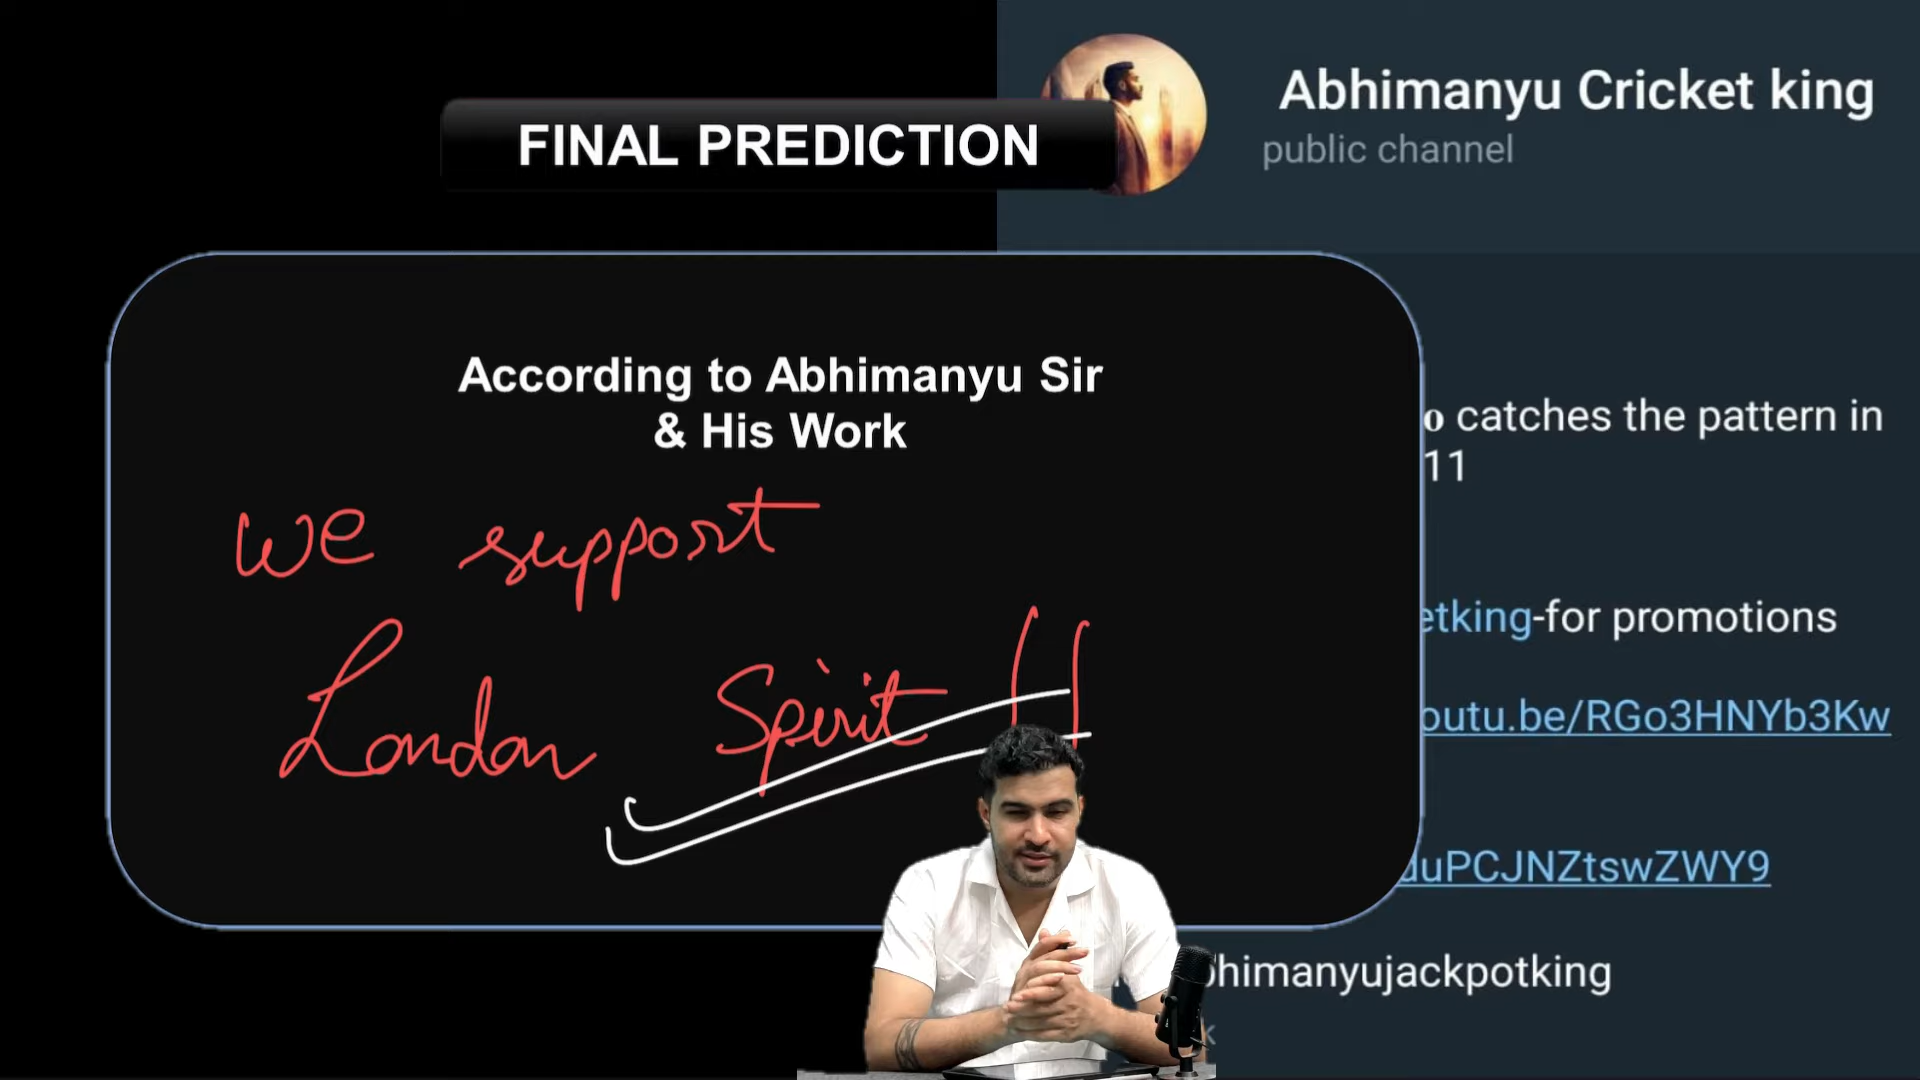 Abhimanyu Cricket king
public channel
FINAL PREDICTION
According to Abhimanyu Sir
& His Work
we support
London Spirit !!
catches the pattern in
11
etking-for promotions
outu.be/RGo3HNYb3Kw
duPCJNZtswZWY9
bhimanyujackpotking